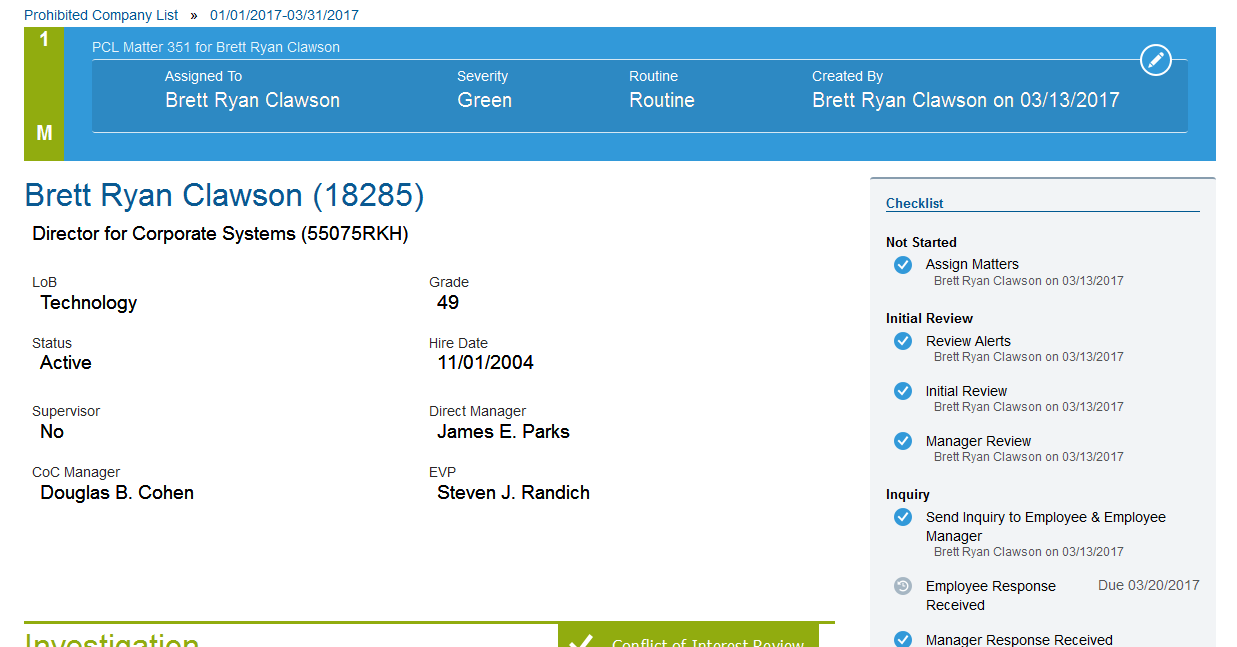 Prohibited Company List » 01/01/2017-03/31/2017
1
PCL Matter 351 for Brett Ryan Clawson
Assigned To Severity Routine Created By
Brett Ryan Clawson Green Routine Brett Ryan Clawson on 03/13/2017
M
Brett Ryan Clawson (18285)
Director for Corporate Systems (55075RKH)
LoB Grade
Technology 49
Status Hire Date
Active 11/01/2004
Supervisor Direct Manager
No James E. Parks
CoC Manager EVP
Douglas B. Cohen Steven J. Randich
Investigation Conflict of Interest Review
Checklist
Not Started
Assign Matters
Brett Ryan Clawson on 03/13/2017
Initial Review
Review Alerts
Brett Ryan Clawson on 03/13/2017
Initial Review
Brett Ryan Clawson on 03/13/2017
Manager Review
Brett Ryan Clawson on 03/13/2017
Inquiry
Send Inquiry to Employee & Employee
Manager
Brett Ryan Clawson on 03/13/2017
Employee Response Due 03/20/2017
Received
Manager Response Received